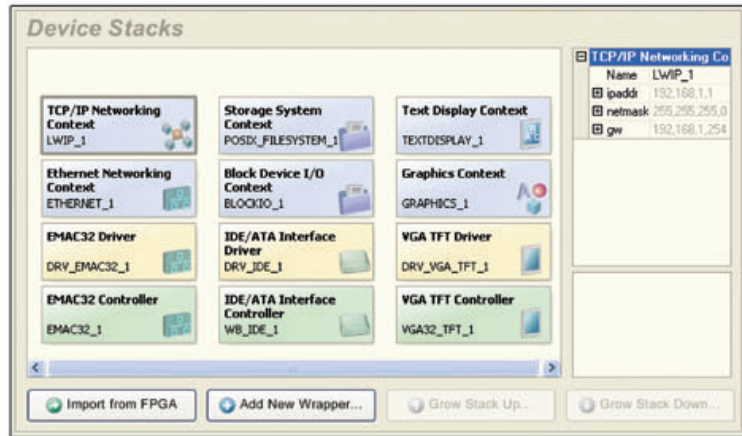 Device Stacks
TCP/IP Networking
Context
LWIP_1
Storage System
Context
POSIX_FILESYSTEM_1
Text Display Context
TEXTDISPLAY_1
Ethernet Networking
Context
ETHERNET_1
Block Device I/O
Context
BLOCKIO_1
Graphics Context
GRAPHICS_1
EMAC32 Driver
DRV_EMAC32_1
IDE/ATA Interface
Driver
DRV_IDE_1
VGA TFT Driver
DRV_VGA_TFT_1
EMAC32 Controller
EMAC32_1
IDE/ATA Interface
Controller
WB_IDE_1
VGA TFT Controller
VGA32_TFT_1
Import from FPGA
Add New Wrapper...
Grow Stack Up...
Grow Stack Down...
TCP/IP Networking Co
Name LWIP_1
ipaddr 192,168,1,1
netmask 255,255,255,0
gw 192,168,1,254